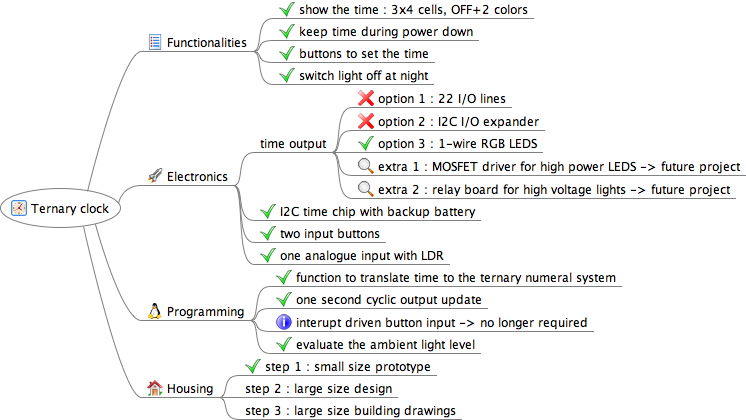 Ternary clock
Functionalities
show the time : 3x4 cells, OFF+2 colors
keep time during power down
buttons to set the time
switch light off at night
Electronics
time output
option 1 : 22 I/O lines
option 2 : I2C I/O expander
option 3 : 1-wire RGB LEDS
extra 1 : MOSFET driver for high power LEDS -> future project
extra 2 : relay board for high voltage lights -> future project
I2C time chip with backup battery
two input buttons
one analogue input with LDR
Programming
function to translate time to the ternary numeral system
one second cyclic output update
interupt driven button input -> no longer required
evaluate the ambient light level
Housing
step 1 : small size prototype
step 2 : large size design
step 3 : large size building drawings